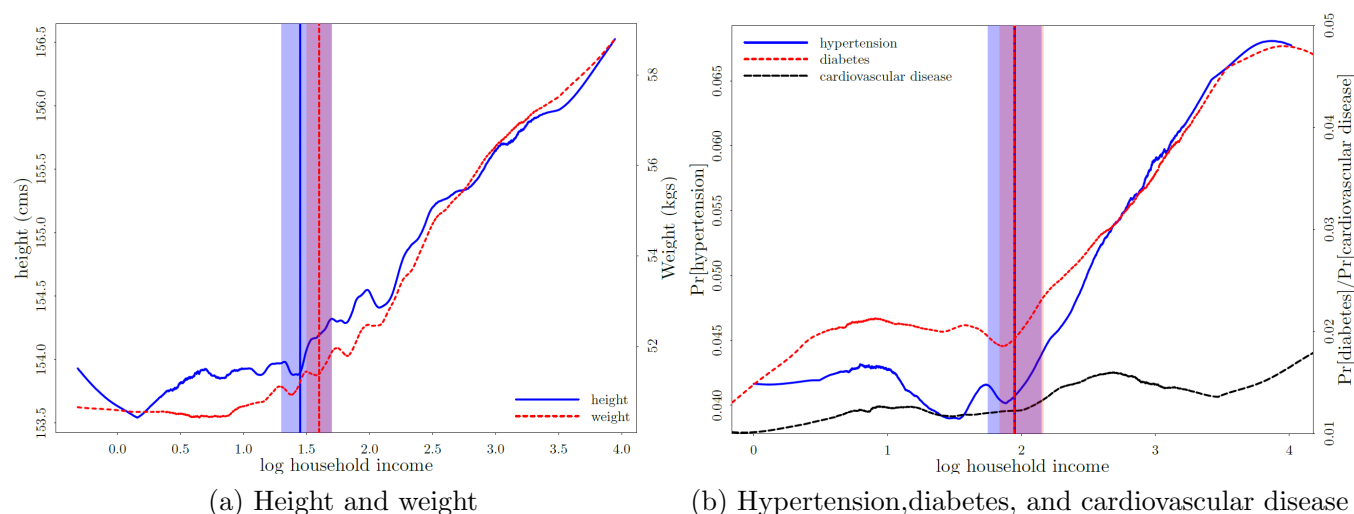 156.5
156.0
155.5
155.0
154.5
154.0
153.5
height (cms)
58
56
54
52
Weight (kgs)
height
weight
0.0 0.5 1.0 1.5 2.0 2.5 3.0 3.5 4.0
log household income
(a) Height and weight
hypertension
diabetes
cardiovascular disease
0.065
0.060
0.055
0.050
0.045
0.040
Pr[hypertension]
0.05
0.04
0.03
0.02
0.01
Pr[diabetes]/Pr[cardiovascular disease]
0 1 2 3 4
log household income
(b) Hypertension,diabetes, and cardiovascular disease